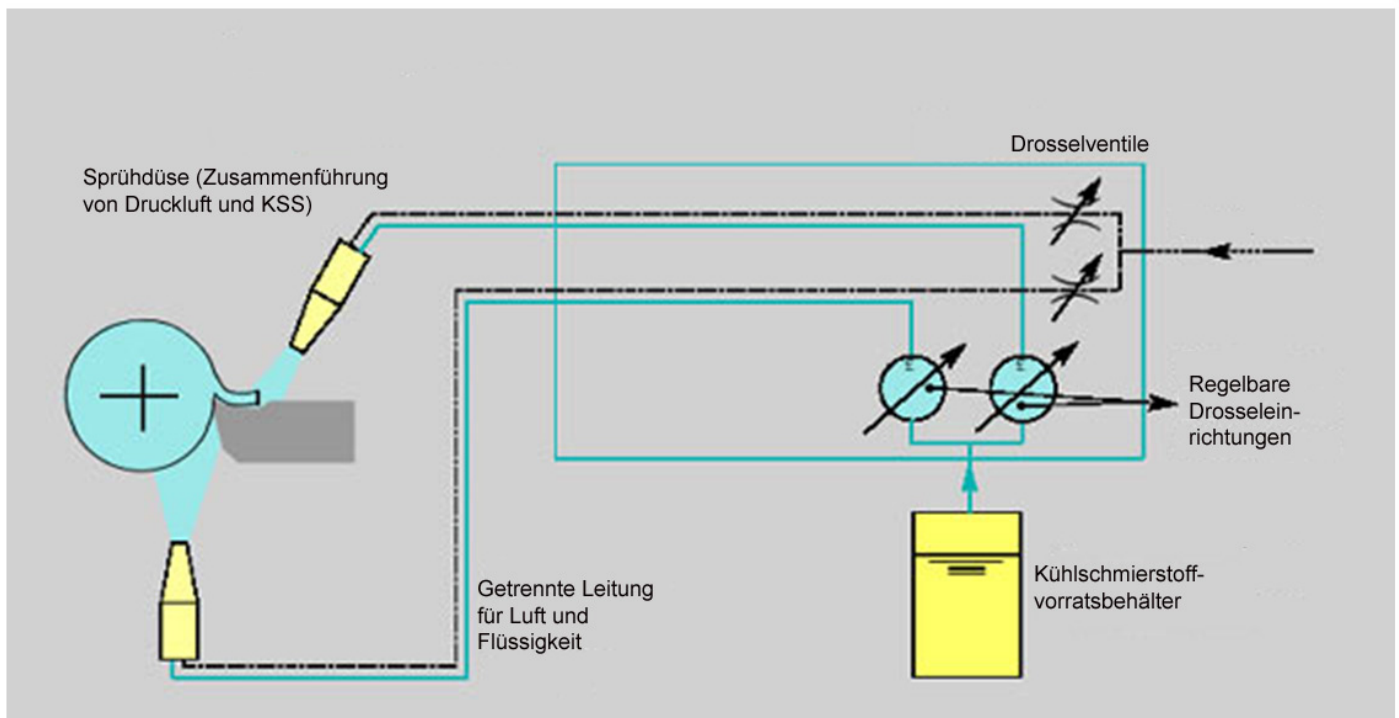 Drosselventile
Sprühdüse (Zusammenführung
von Druckluft und KSS)
Regelbare
Drosselein-
richtungen
Getrennte Leitung
für Luft und
Flüssigkeit
Kühlschmierstoff-
vorratsbehälter